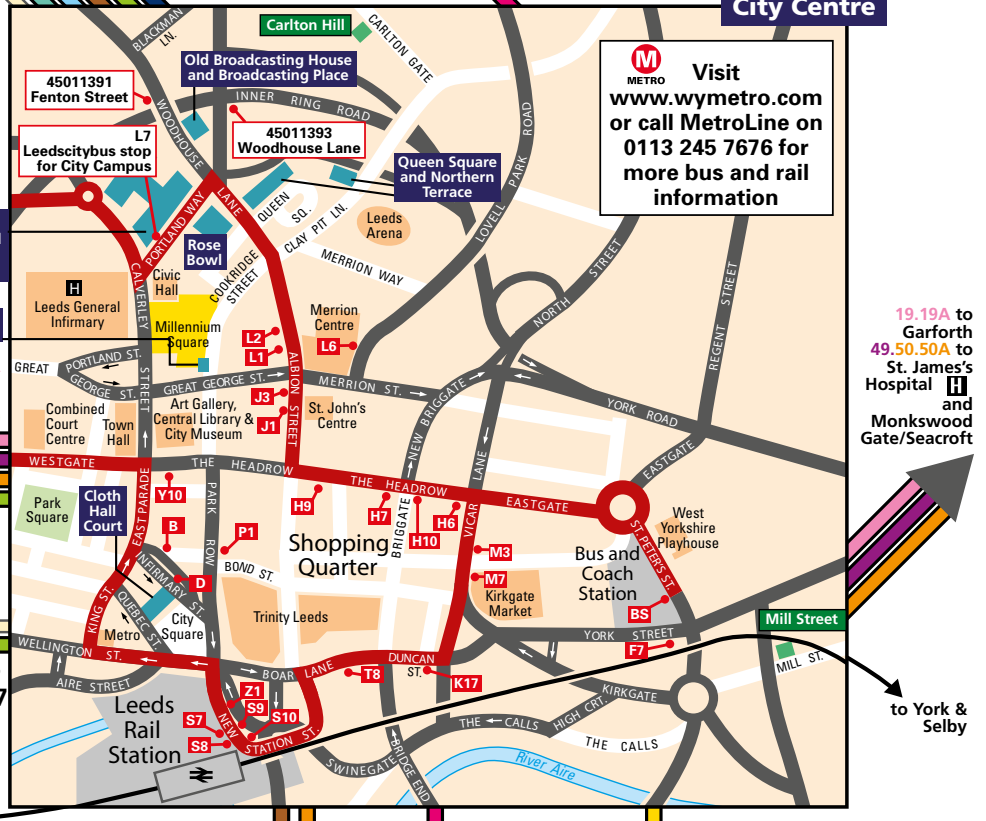 City Centre
BLACKMAN LN.
Carlton Hill
CARLTON GATE
Old Broadcasting House
and Broadcasting Place
M
METRO
Visit
www.wymetro.com
or call MetroLine on
0113 245 7676 for
more bus and rail
information
45011391
Fenton Street
INNER RING ROAD
WOODHOUSE
LANE
45011393
Woodhouse Lane
L7
Leedscitybus stop
for City Campus
Queen Square
and Northern
Terrace
LOVELL PARK ROAD
PORTLAND WAY
QUEEN SQ.
CLAY PIT LN.
Leeds
Arena
Rose
Bowl
COOKRIDGE
STREET
MERRION WAY
NORTH STREET
REGENT STREET
CALVERLEY STREET
Civic
Hall
H
Leeds General
Infirmary
Millennium
Square
Merrion
Centre
L2
L1
L6
19.19A to
Garforth
49.50.50A to
St. James's
Hospital H
and
Monkswood
Gate/Seacroft
GREAT
PORTLAND ST.
GEORGE ST.
GREAT GEORGE ST.
ALBION STREET
MERRION ST.
NEW BRIGGATE
YORK ROAD
J3
J1
Combined
Court
Centre
Town
Hall
Art Gallery,
Central Library &
City Museum
St. John's
Centre
WESTGATE
THE HEADROW
THE HEADROW
EASTGATE
EASTGATE
VICAR LANE
BRIGGATE
Park
Square
Cloth
Hall
Court
EAST PARADE
PARK ROW
Y10
B
P1
D
H9
H7
H10
H6
M3
M7
Shopping
Quarter
West
Yorkshire
Playhouse
ST. PETER'S ST.
Bus and
Coach
Station
BS
Kirkgate
Market
INFIRMARY ST.
BOND ST.
Trinity Leeds
KING ST.
QUEBEC ST.
City
Square
Metro
WELLINGTON ST.
YORK STREET
F7
Mill Street
MILL ST.
AIRE STREET
BOAR LANE
DUNCAN
ST.
T8
K17
KIRKGATE
to York &
Selby
Leeds
Rail
Station
Z1
S9
S10
S7
S8
NEW STATION ST.
THE CALLS
HIGH CRT.
THE CALLS
SWINEGATE
BRIDGE END
River Aire
7